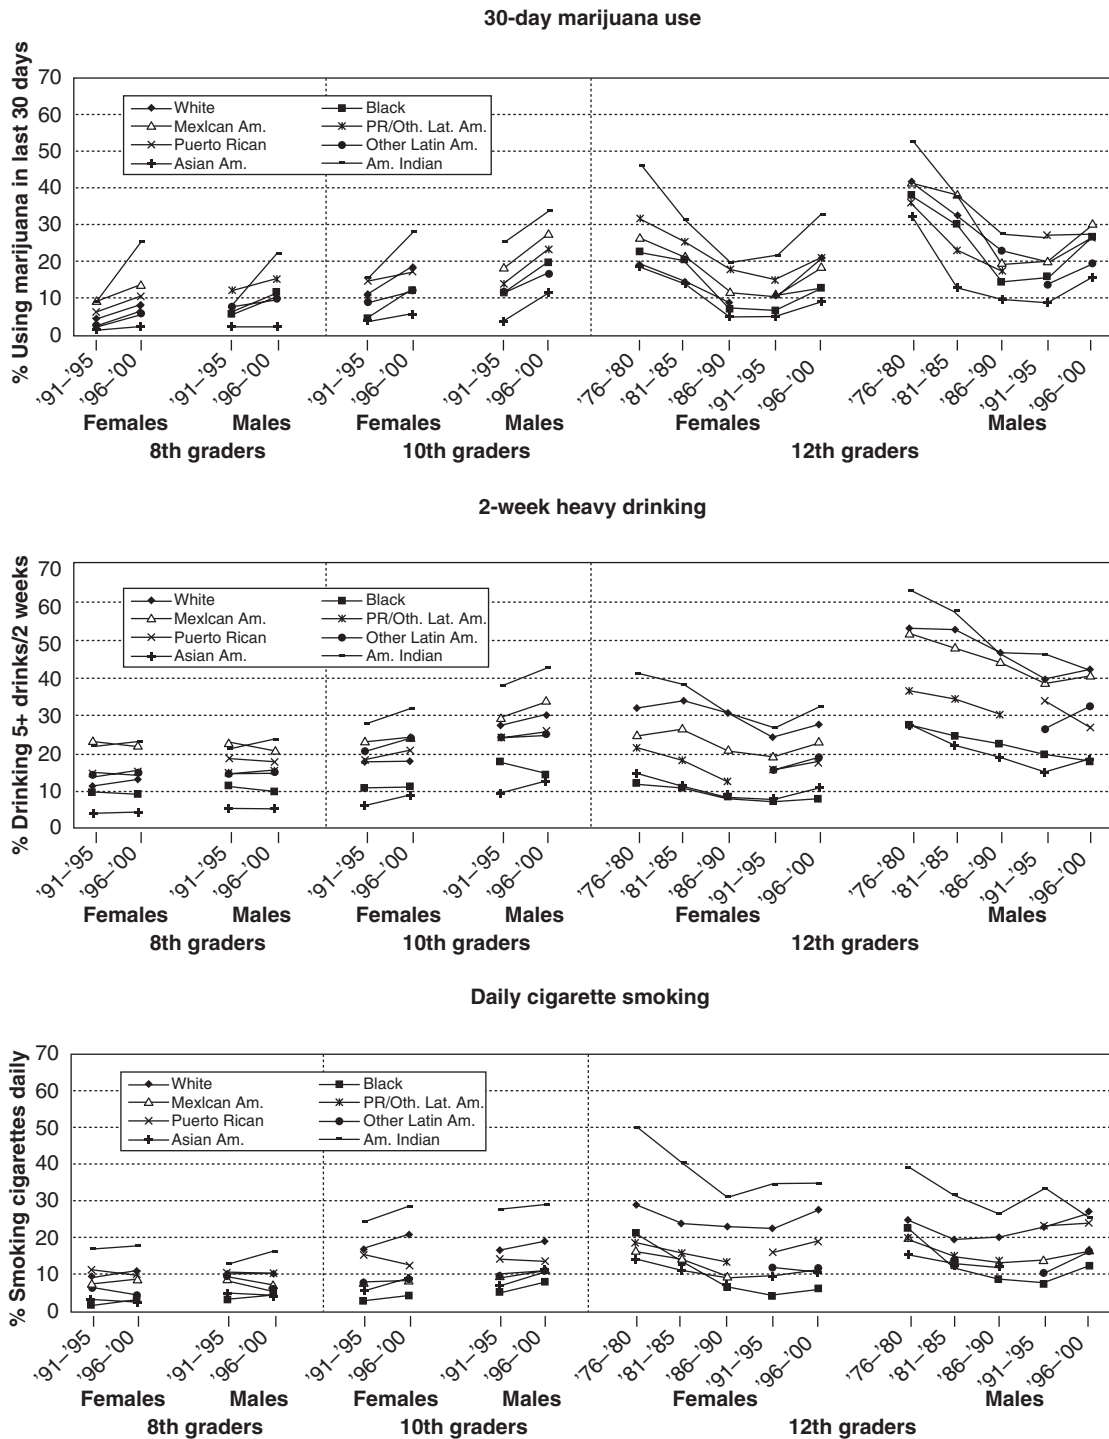 30-day marijuana use
% Using marijuana in last 30 days
70
60
50
40
30
20
10
0
White
Black
MexIcan Am.
PR/Oth. Lat. Am.
Puerto Rican
Other Latin Am.
Asian Am.
Am. Indian
’91–’95 ’96–’00 ’91–’95 ’96–’00 ’91–’95 ’96–’00 ’91–’95 ’96–’00 ’76–’80 ’81–’85 ’86–’90 ’91–’95 ’96–’00 ’76–’80 ’81–’85 ’86–’90 ’91–’95 ’96–’00
Females Males Females Males Females Males
8th graders 10th graders 12th graders
2-week heavy drinking
% Drinking 5+ drinks/2 weeks
70
60
50
40
30
20
10
0
White
Black
MexIcan Am.
PR/Oth. Lat. Am.
Puerto Rican
Other Latin Am.
Asian Am.
Am. Indian
’91–’95 ’96–’00 ’91–’95 ’96–’00 ’91–’95 ’96–’00 ’91–’95 ’96–’00 ’76–’80 ’81–’85 ’86–’90 ’91–’95 ’96–’00 ’76–’80 ’81–’85 ’86–’90 ’91–’95 ’96–’00
Females Males Females Males Females Males
8th graders 10th graders 12th graders
Daily cigarette smoking
% Smoking cigarettes daily
70
60
50
40
30
20
10
0
White
Black
MexIcan Am.
PR/Oth. Lat. Am.
Puerto Rican
Other Latin Am.
Asian Am.
Am. Indian
’91–’95 ’96–’00 ’91–’95 ’96–’00 ’91–’95 ’96–’00 ’91–’95 ’96–’00 ’76–’80 ’81–’85 ’86–’90 ’91–’95 ’96–’00 ’76–’80 ’81–’85 ’86–’90 ’91–’95 ’96–’00
Females Males Females Males Females Males
8th graders 10th graders 12th graders